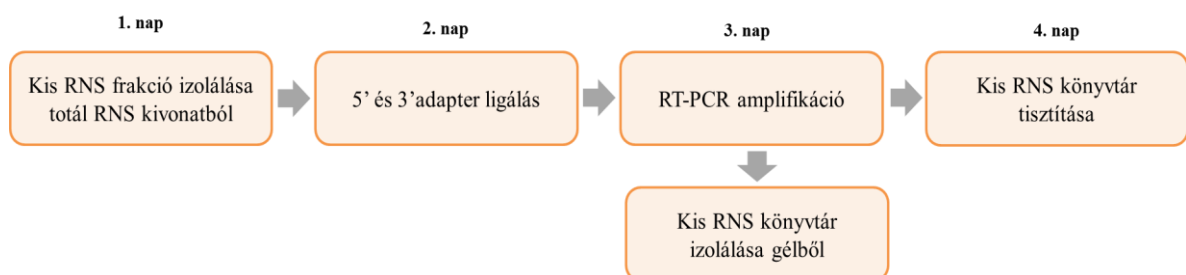 1. nap
Kis RNS frakció izolálása
totál RNS kivonatból
2. nap
5’ és 3’adapter ligálás
3. nap
RT-PCR amplifikáció
Kis RNS könyvtár
izolálása gélből
4. nap
Kis RNS könyvtár
tisztítása